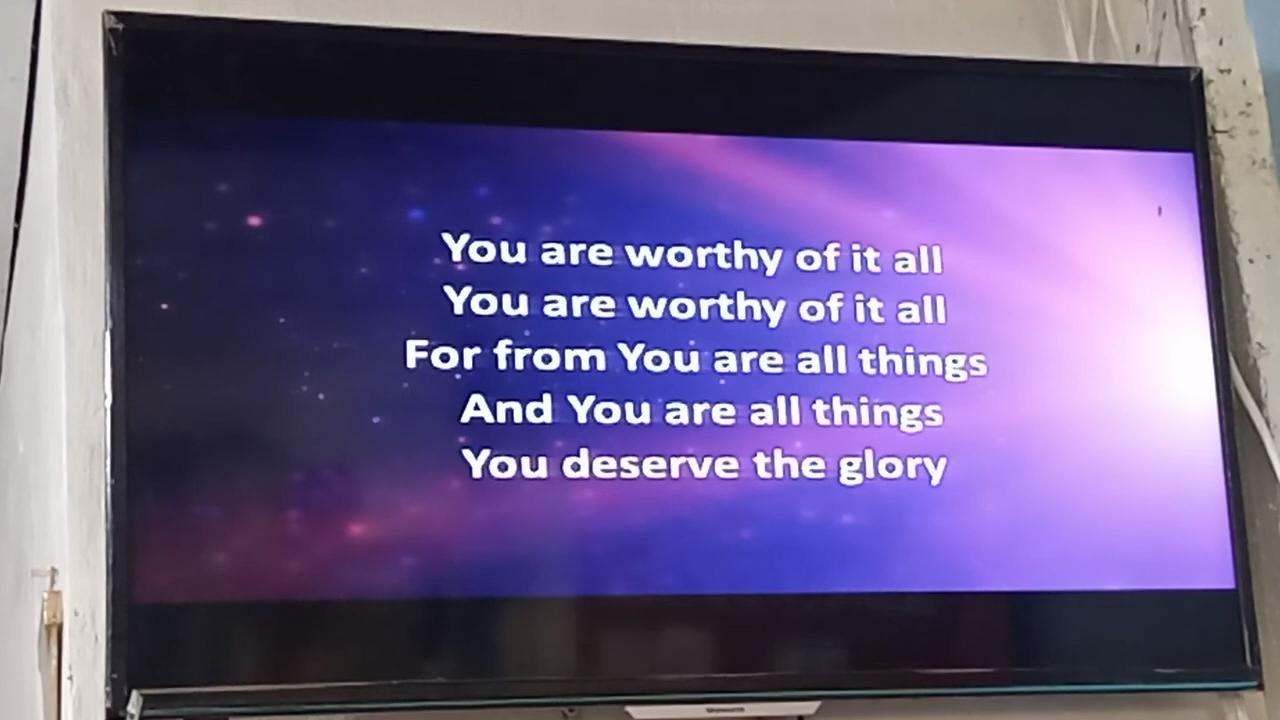 You are worthy of it all
You are worthy of it all
For from You are all things
And You are all things
You deserve the glory